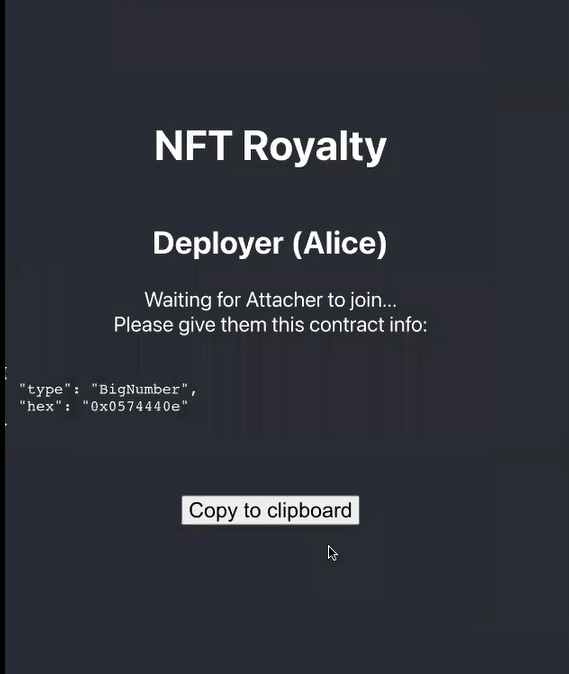 NFT Royalty
Deployer (Alice)
Waiting for Attacher to join...
Please give them this contract info:
"type": "BigNumber",
"hex": "0x0574440e"
Copy to clipboard